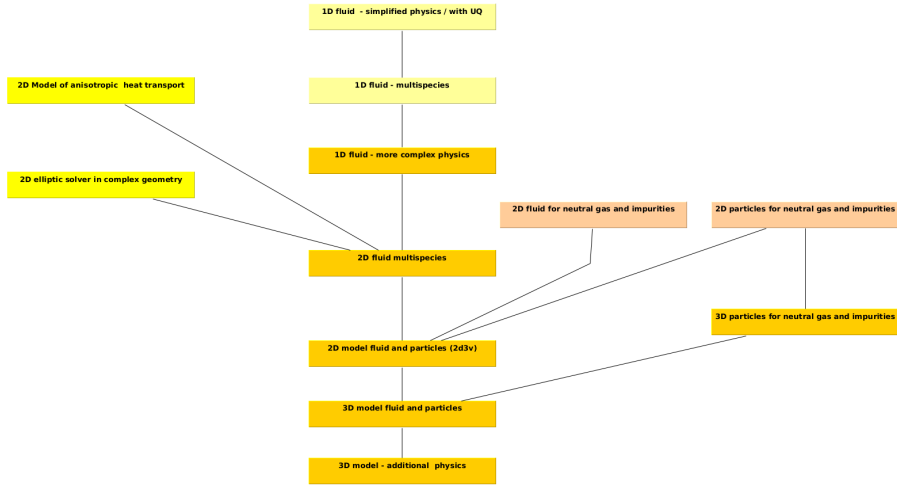 1D fluid - simplified physics / with UQ
2D Model of anisotropic heat transport
1D fluid - multispecies
1D fluid - more complex physics
2D elliptic solver in complex geometry
2D fluid for neutral gas and impurities
2D particles for neutral gas and impurities
2D fluid multispecies
3D particles for neutral gas and impurities
2D model fluid and particles (2d3v)
3D model fluid and particles
3D model - additional physics